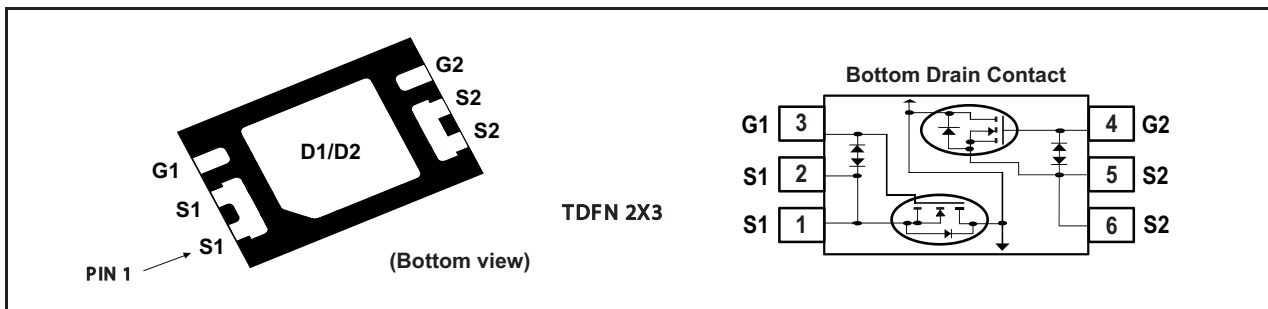 G2
S2
S2
D1/D2
G1
S1
S1
PIN 1
(Bottom view)
TDFN 2X3
Bottom Drain Contact
G1 3 4 G2
S1 2 5 S2
S1 1 6 S2